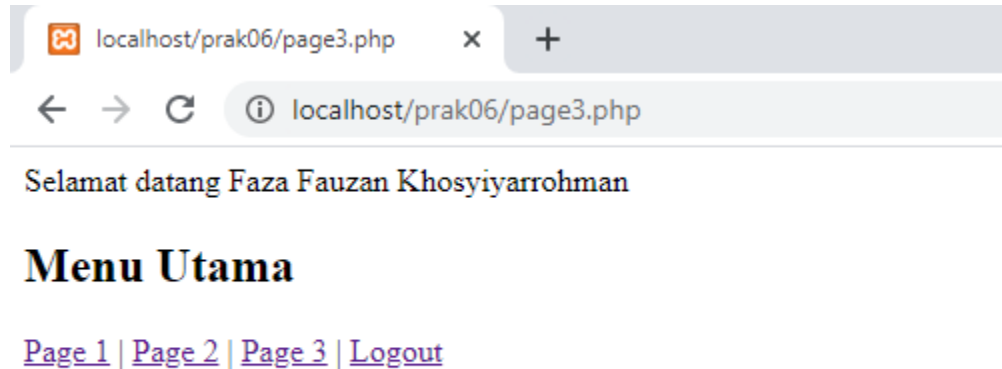 localhost/prak06/page3.php
localhost/prak06/page3.php
Selamat datang Faza Fauzan Khosyiyarrohman
Menu Utama
Page 1 | Page 2 | Page 3 | Logout